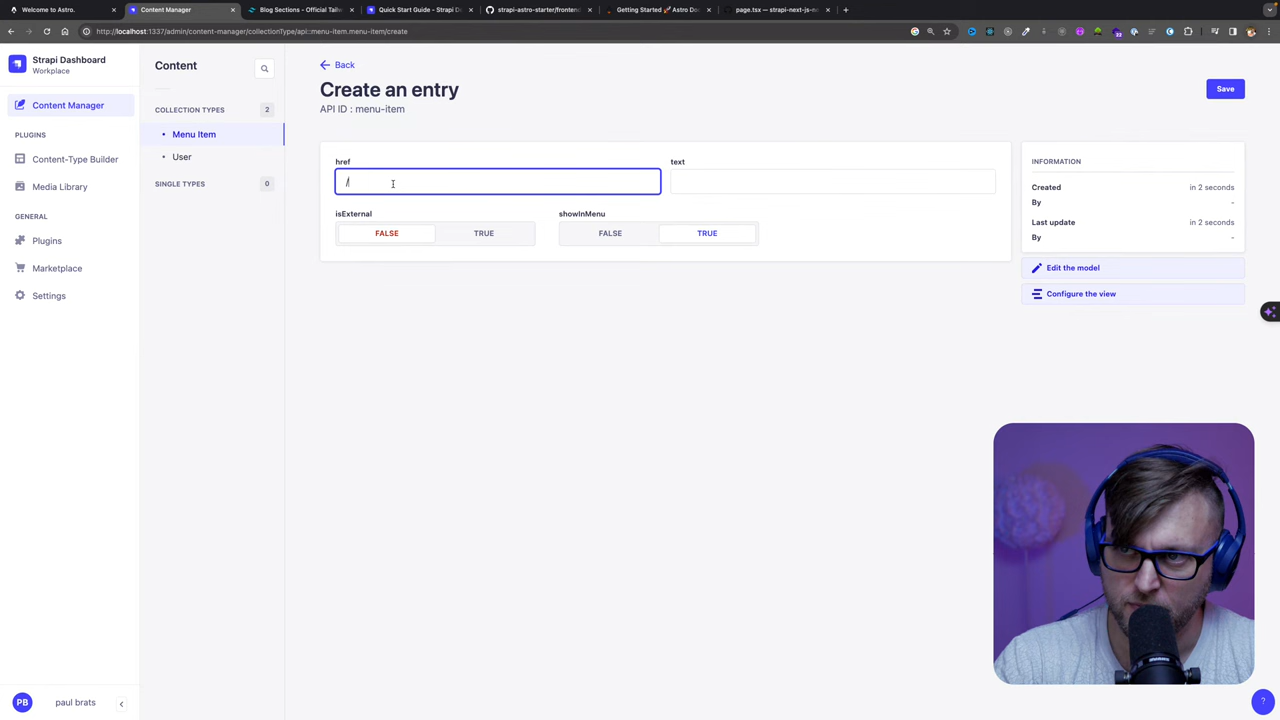 Welcome to Astro.
Content Manager
Blog Sections – Official Tailw
Quick Start Guide - Strapi De
strapi-astro-starter/fronten
Getting Started 🚀 Astro Do
page.tsx — strapi-next-js-no
http://localhost:1337/admin/content-manager/collectionType/api::menu-item.menu-item/create
Strapi Dashboard
Workplace
Content Manager
PLUGINS
Content-Type Builder
Media Library
GENERAL
Plugins
Marketplace
Settings
PB
paul brats
Content
COLLECTION TYPES
2
Menu Item
User
SINGLE TYPES
0
Back
Create an entry
API ID : menu-item
Save
href
/
text
isExternal
FALSE
TRUE
showInMenu
FALSE
TRUE
INFORMATION
Created
in 2 seconds
By
-
Last update
in 2 seconds
By
-
Edit the model
Configure the view
?